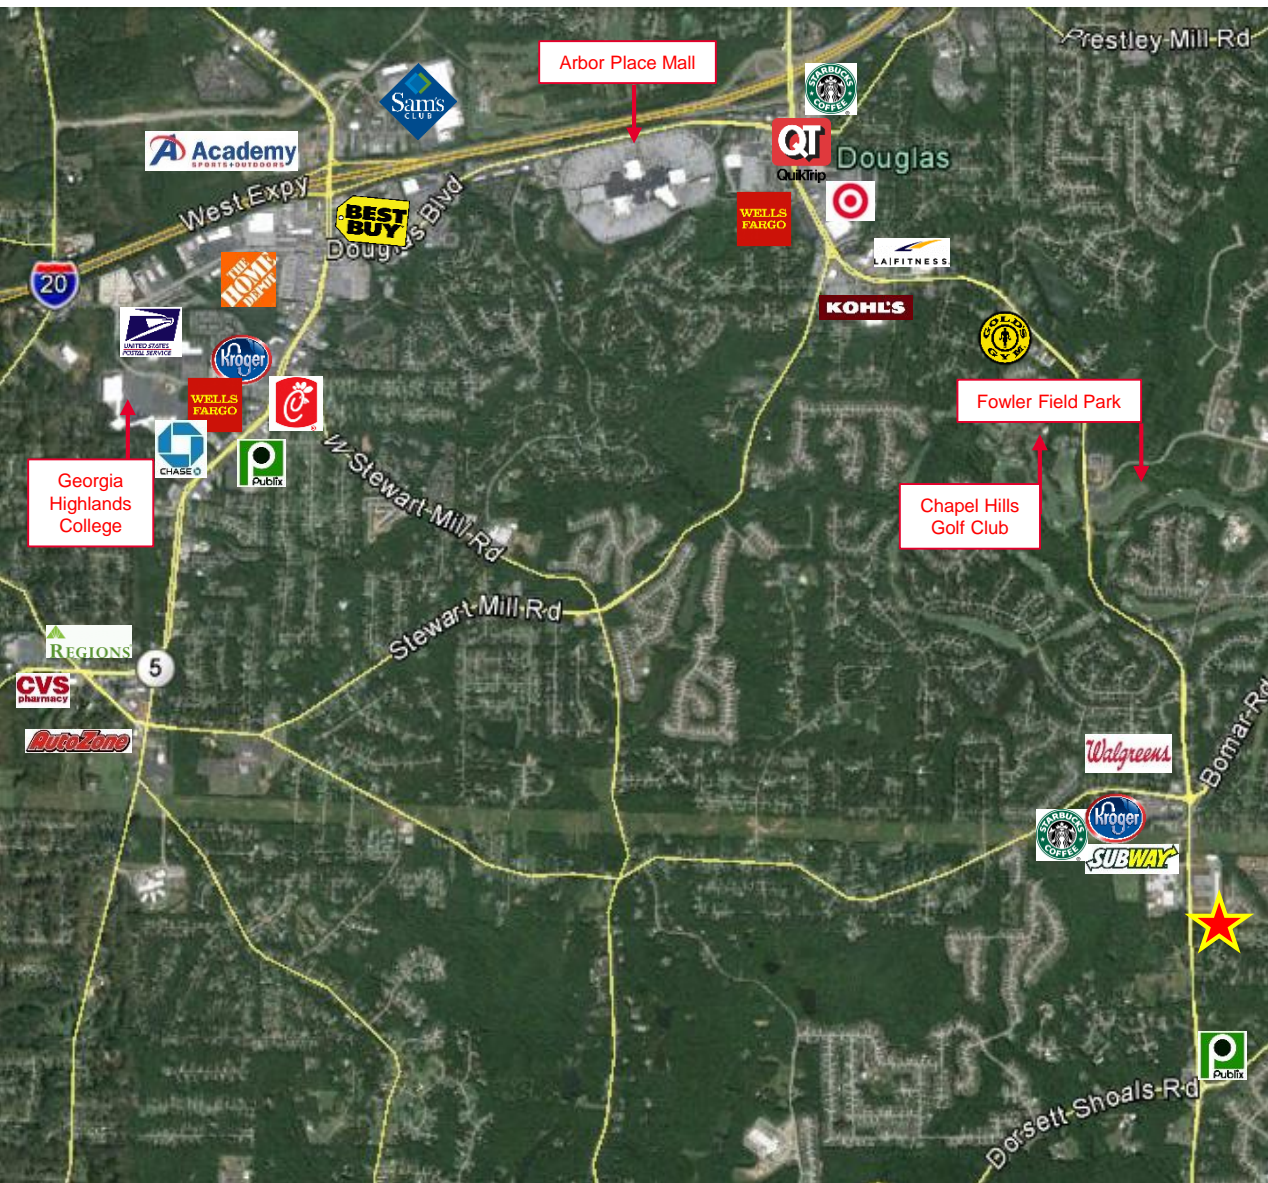 Prestley Mill Rd
Arbor Place Mall
STARBUCKS
COFFEE
Sam's
CLUB
QT
QuikTrip
Academy
SPORTS+OUTDOORS
Douglas
West Expy
BEST
BUY
Douglas Blvd
WELLS
FARGO
LA|FITNESS.
20
THE
HOME
DEPOT
KOHL'S
UNITED STATES
POSTAL SERVICE
Kroger
GOLD'S
GYM
WELLS
FARGO
Fowler Field Park
CHASE
Publix
W Stewart Mill Rd
Georgia
Highlands
College
Chapel Hills
Golf Club
Stewart Mill Rd
REGIONS
5
CVS
pharmacy
AutoZone
Walgreens
Bomar Rd
STARBUCKS
COFFEE
Kroger
SUBWAY
Publix
Dorsett Shoals Rd